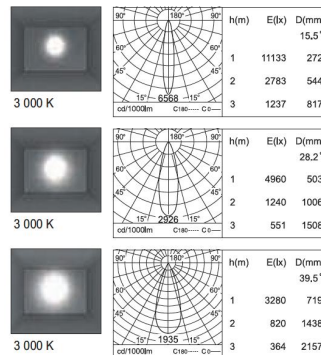 90° 180° 90°
60° 60°
45° 45°
15° 6568 15°
cd/1000lm C180----- C0—
h(m) E(lx) D(mm
15,5°
1 11133 272
2 2783 544
3 1237 817
3 000 K
90° 180° 90°
60° 60°
45° 45°
15° 2926 15°
cd/1000lm C180----- C0—
h(m) E(lx) D(mm
28.2°
1 4960 503
2 1240 1006
3 551 1508
3 000 K
90° 180° 90°
60° 60°
45° 45°
15° 1935 15°
cd/1000lm C180----- C0—
h(m) E(lx) D(mm
39,5°
1 3280 719
2 820 1438
3 364 2157
3 000 K